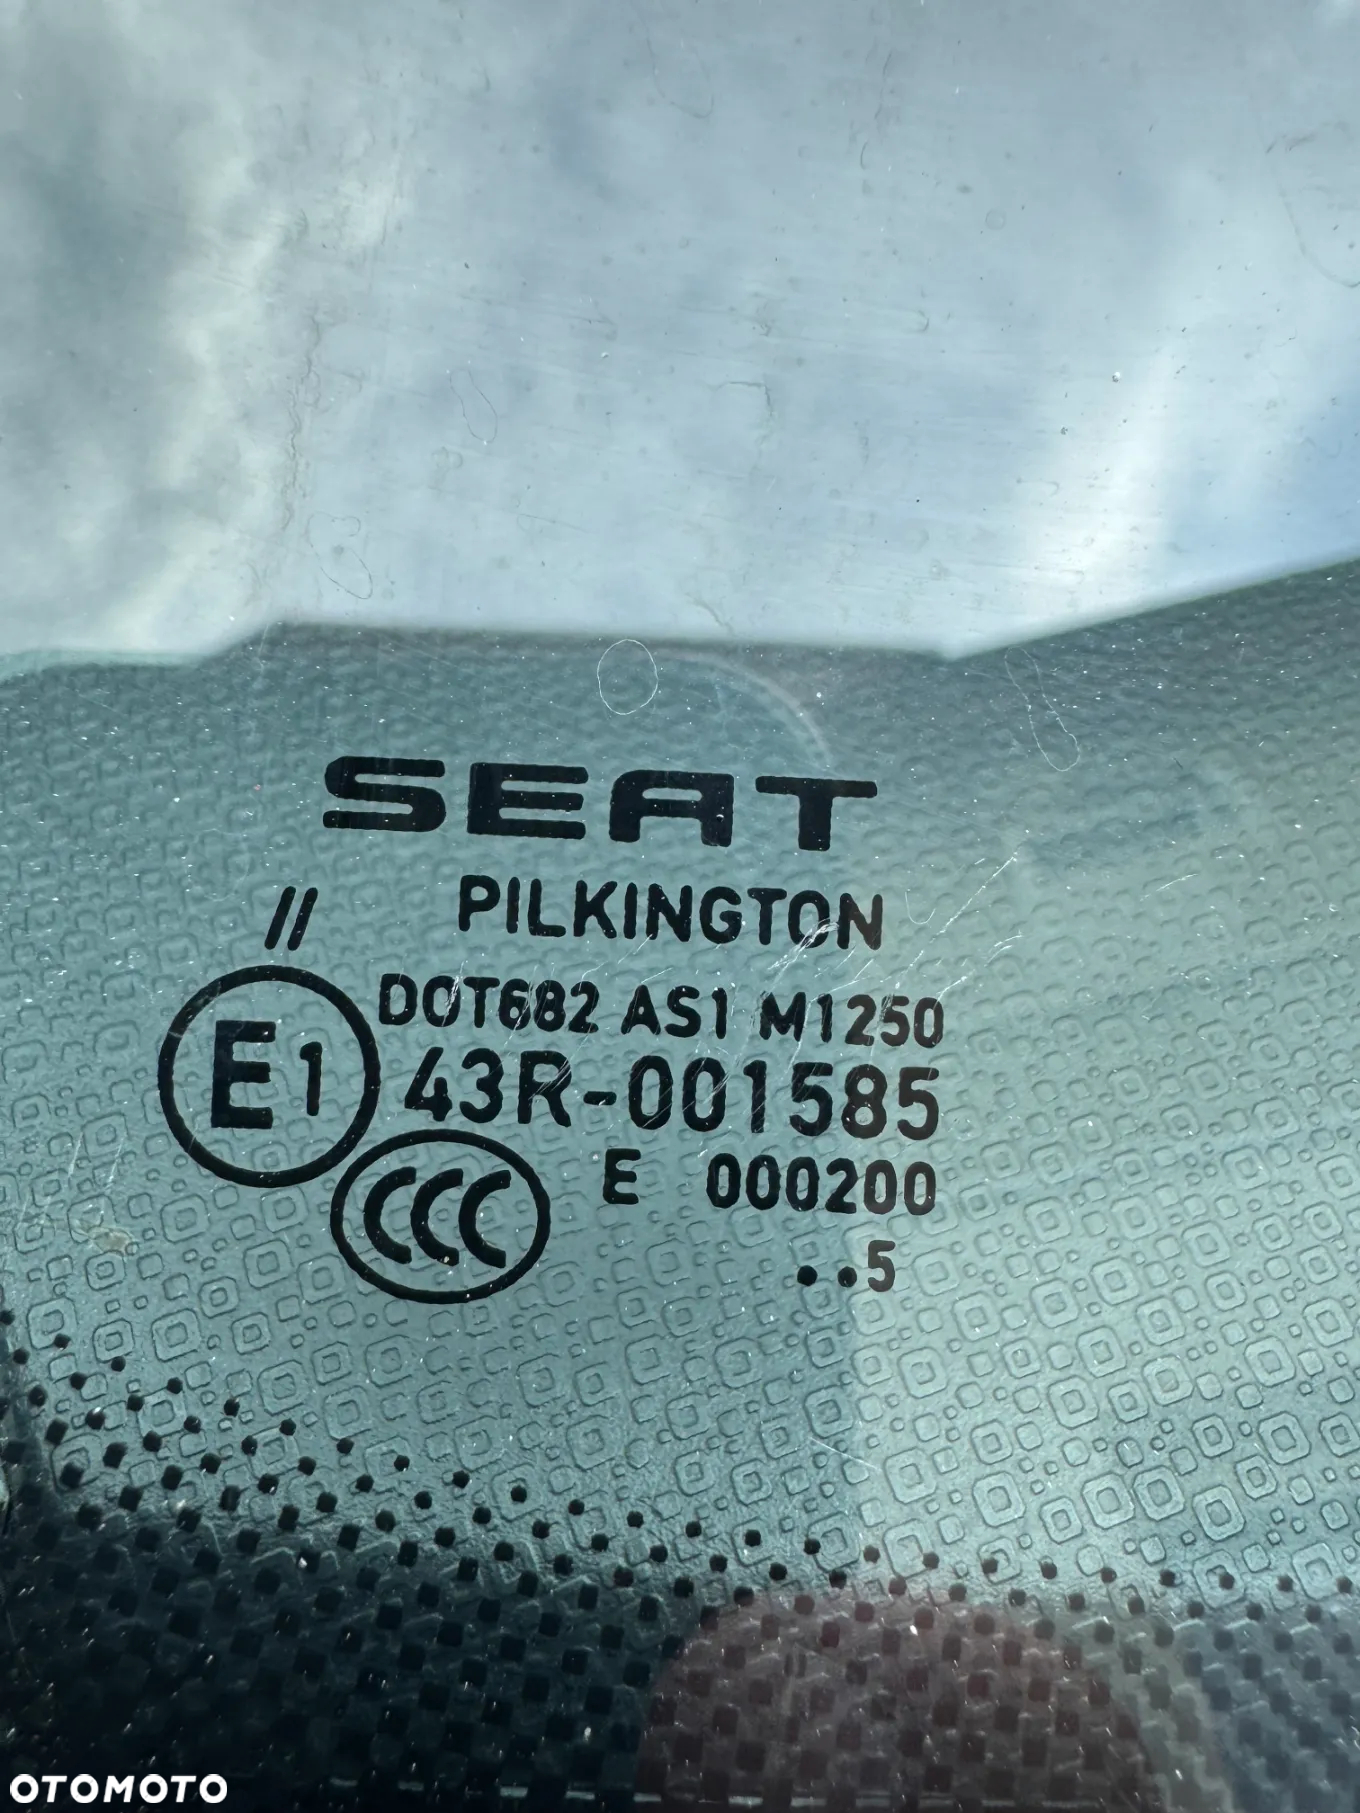 SEAT
// PILKINGTON
DOT682 AS1 M1250
E1 43R-001585
CCC E 000200
..5
OTOMOTO